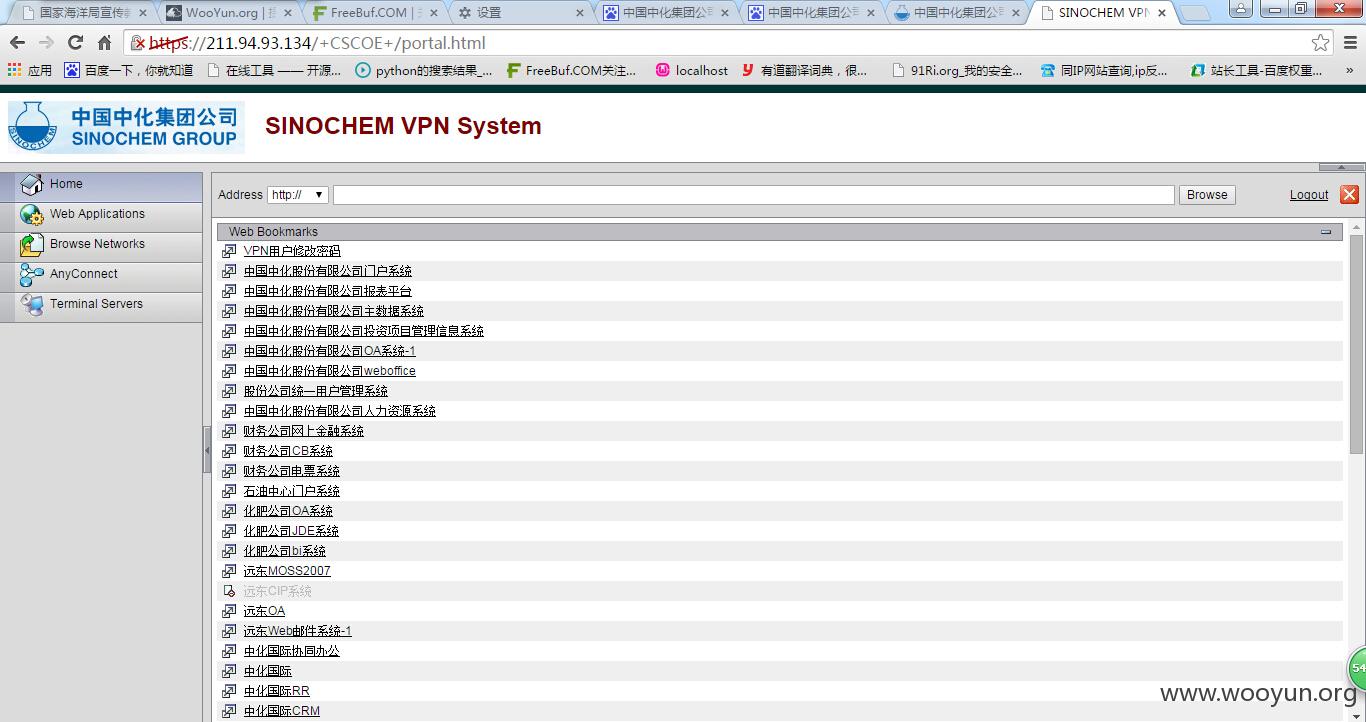 国家海洋局宣传
WooYun.org |
FreeBuf.COM |
设置
中国中化集团公
中国中化集团公
中国中化集团公
SINOCHEM VPN
https://211.94.93.134/+CSCOE+/portal.html
应用
百度一下，你就知道
在线工具 —— 开源...
python的搜索结果_...
FreeBuf.COM关注...
localhost
有道翻译词典，很...
91Ri.org_我的安全...
同IP网站查询,ip反...
站长工具-百度权重...
»
中国中化集团公司
SINOCHEM GROUP
SINOCHEM
SINOCHEM VPN System
Home
Web Applications
Browse Networks
AnyConnect
Terminal Servers
Address http:// Browse Logout
Web Bookmarks
VPN用户修改密码
中国中化股份有限公司门户系统
中国中化股份有限公司报表平台
中国中化股份有限公司主数据系统
中国中化股份有限公司投资项目管理信息系统
中国中化股份有限公司OA系统-1
中国中化股份有限公司weboffice
股份公司统一用户管理系统
中国中化股份有限公司人力资源系统
财务公司网上金融系统
财务公司CB系统
财务公司电票系统
石油中心门户系统
化肥公司OA系统
化肥公司JDE系统
化肥公司bi系统
远东MOSS2007
远东CIP系统
远东OA
远东Web邮件系统-1
中化国际协同办公
中化国际
中化国际RR
中化国际CRM
54
www.wooyun.org